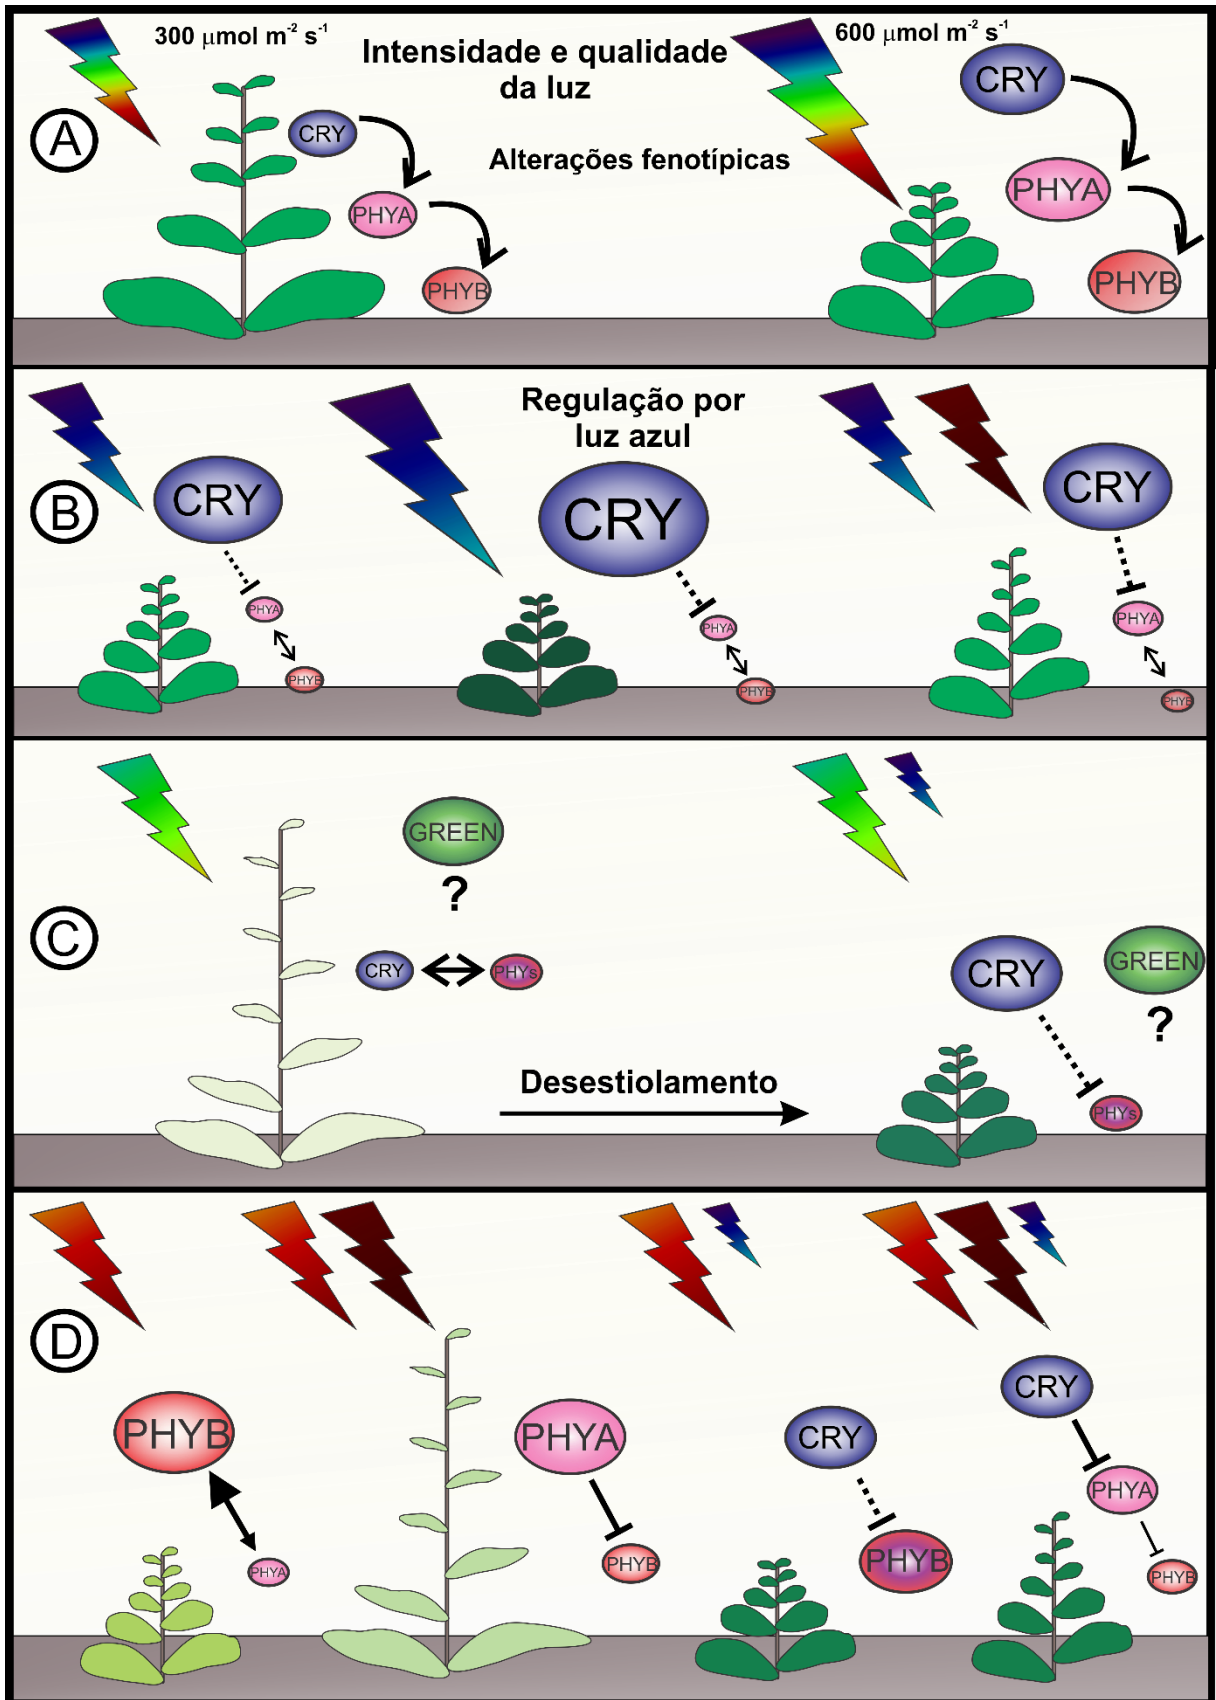 300 µmol m⁻² s⁻¹
Intensidade e qualidade
da luz
600 µmol m⁻² s⁻¹
Alterações fenotípicas
A
CRY
PHYA
PHYB
CRY
PHYA
PHYB
Regulação por
luz azul
B
CRY
PHYA
PHYB
CRY
PHYA
PHYB
CRY
PHYA
PHYB
C
GREEN
?
CRY
PHYs
Desestiolamento
CRY
GREEN
?
PHYs
D
PHYB
PHYA
PHYA
PHYB
CRY
PHYB
CRY
PHYA
PHYB